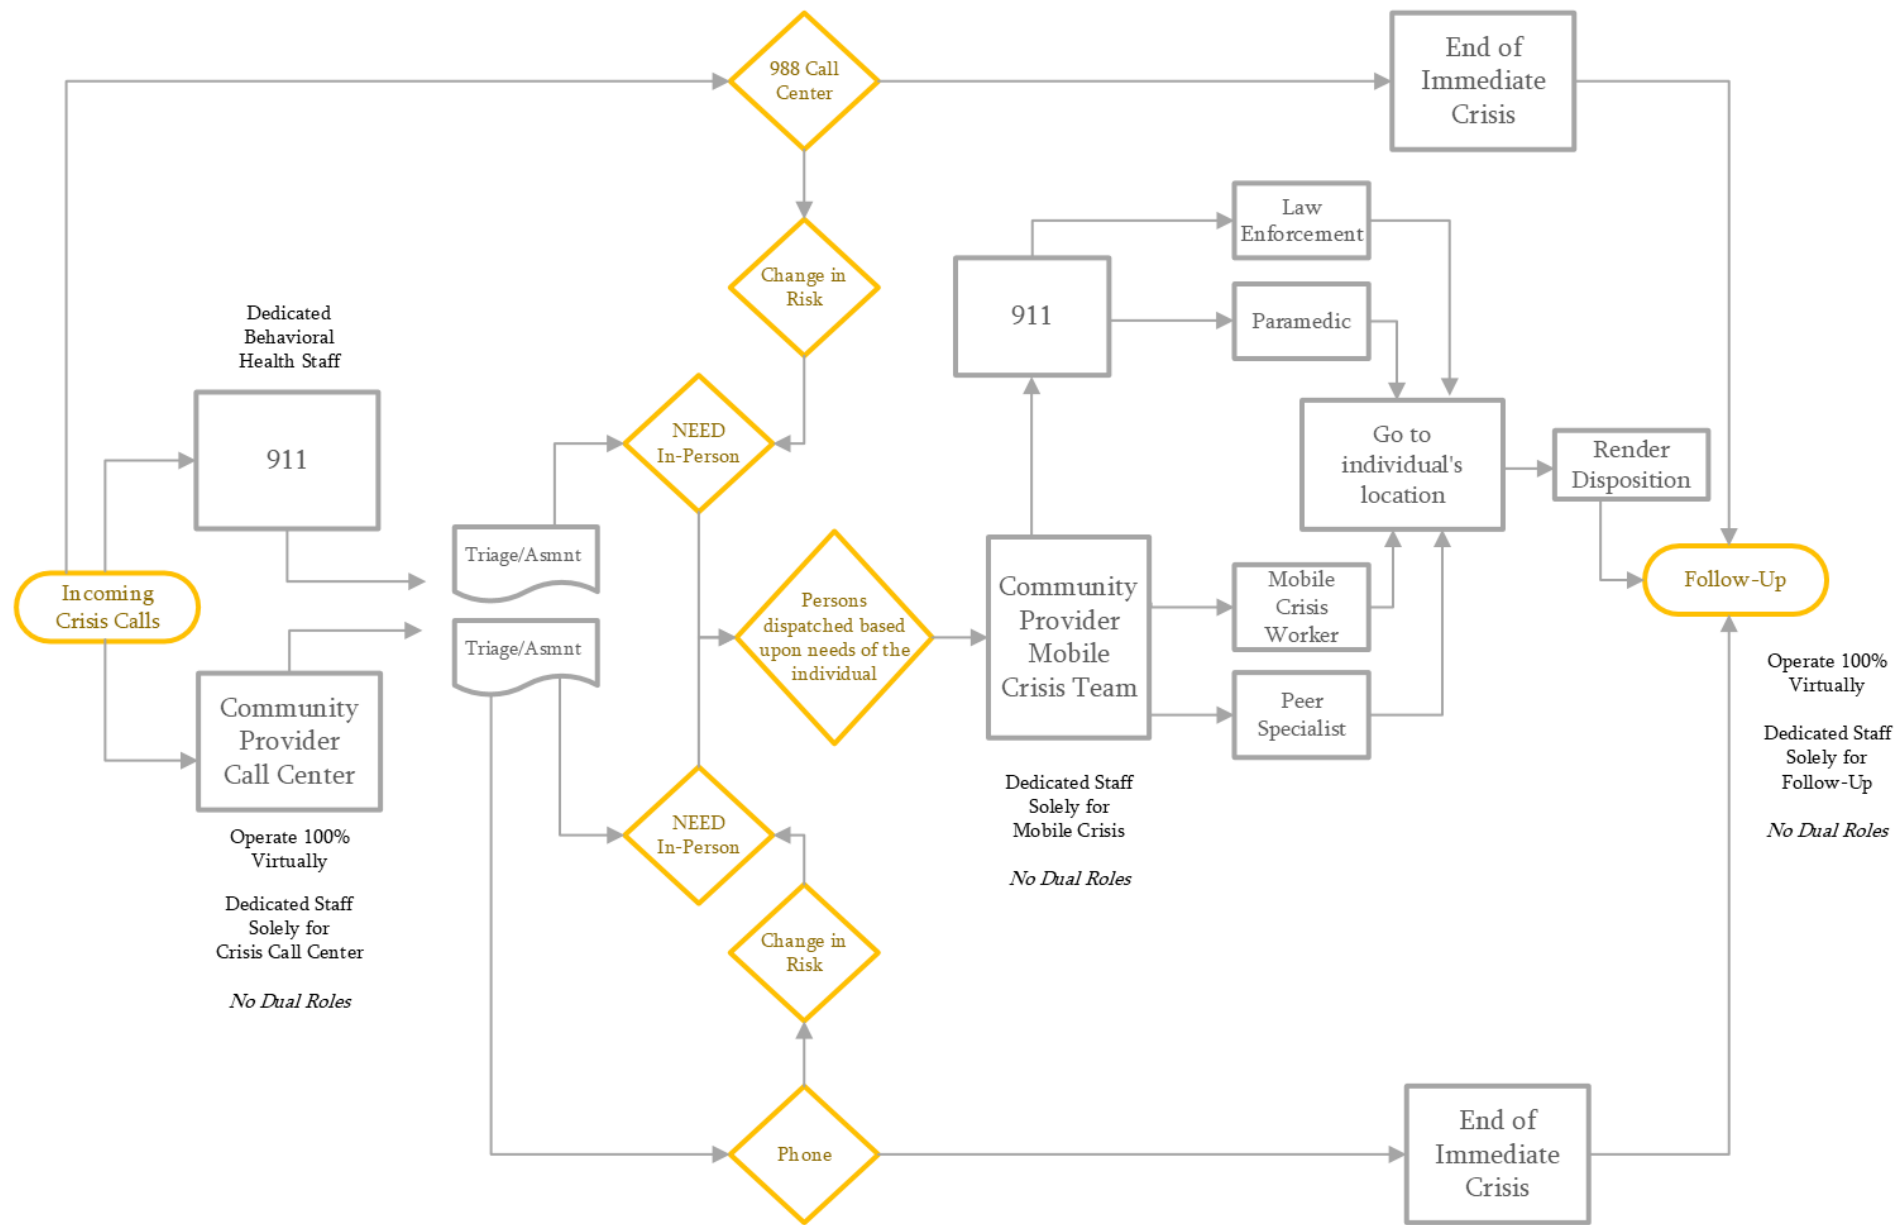 988 Call
Center
End of
Immediate
Crisis
Law
Enforcement
Change in
Risk
911
Paramedic
Dedicated
Behavioral
Health Staff
911
NEED
In-Person
Go to
individual's
location
Render
Disposition
Triage/Asmnt
Incoming
Crisis Calls
Triage/Asmnt
Persons
dispatched based
upon needs of the
individual
Community
Provider
Mobile
Crisis Team
Mobile
Crisis
Worker
Peer
Specialist
Follow-Up
Operate 100%
Virtually
Dedicated Staff
Solely for
Follow-Up
No Dual Roles
Community
Provider
Call Center
Operate 100%
Virtually
Dedicated Staff
Solely for
Crisis Call Center
No Dual Roles
NEED
In-Person
Dedicated Staff
Solely for
Mobile Crisis
No Dual Roles
Change in
Risk
Phone
End of
Immediate
Crisis